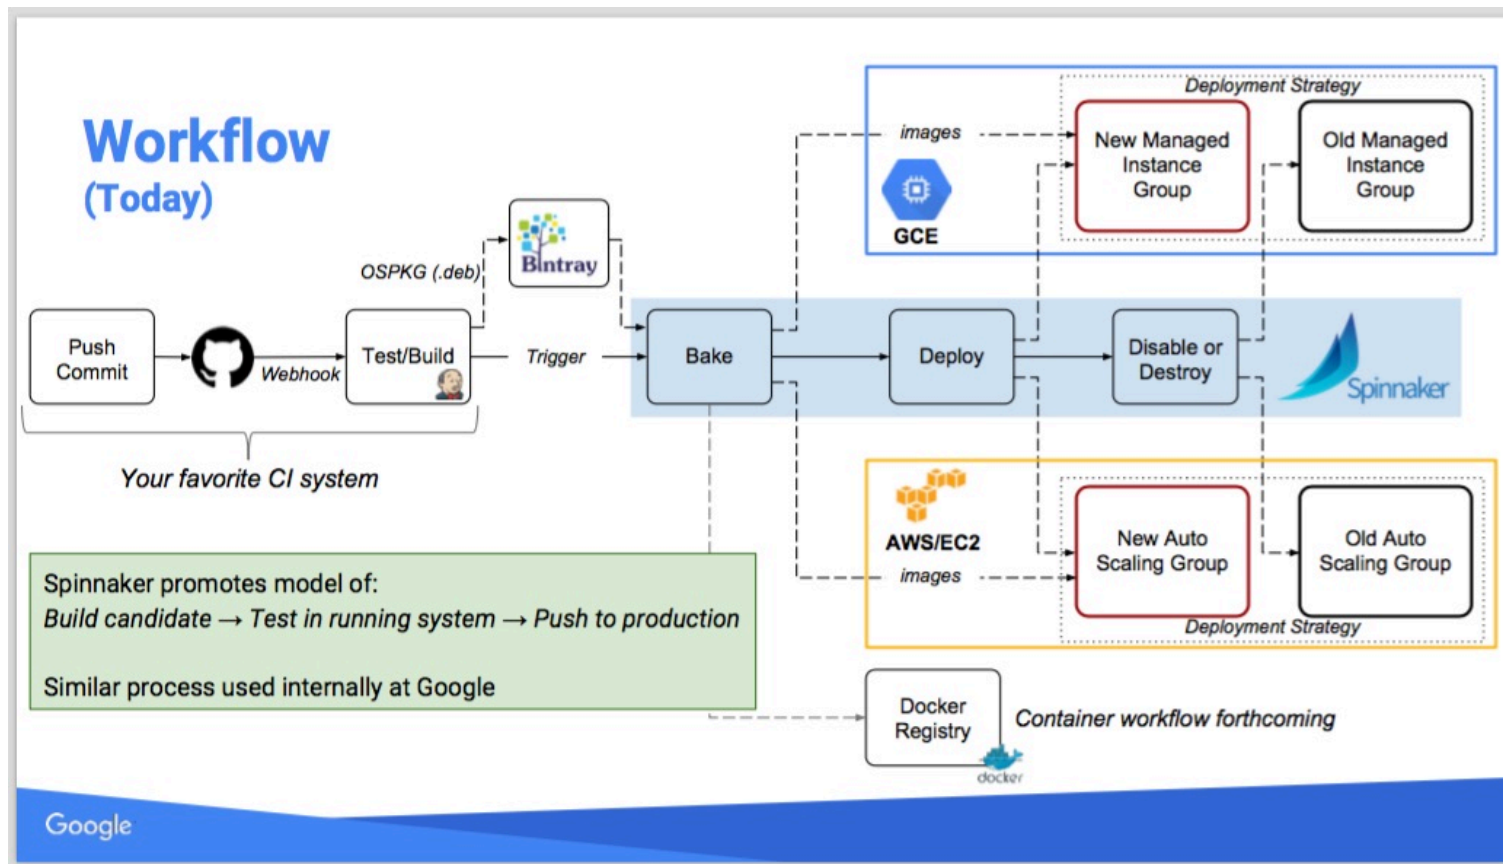 Workflow
(Today)
Push
Commit
Webhook
Test/Build
Your favorite CI system
OSPKG (.deb)
Bintray
Trigger
Bake
Deploy
Disable or
Destroy
Spinnaker
Deployment Strategy
images
GCE
New Managed
Instance
Group
Old Managed
Instance
Group
AWS/EC2
images
New Auto
Scaling Group
Old Auto
Scaling Group
Deployment Strategy
Spinnaker promotes model of:
Build candidate → Test in running system → Push to production
Similar process used internally at Google
Docker
Registry
docker
Container workflow forthcoming
Google